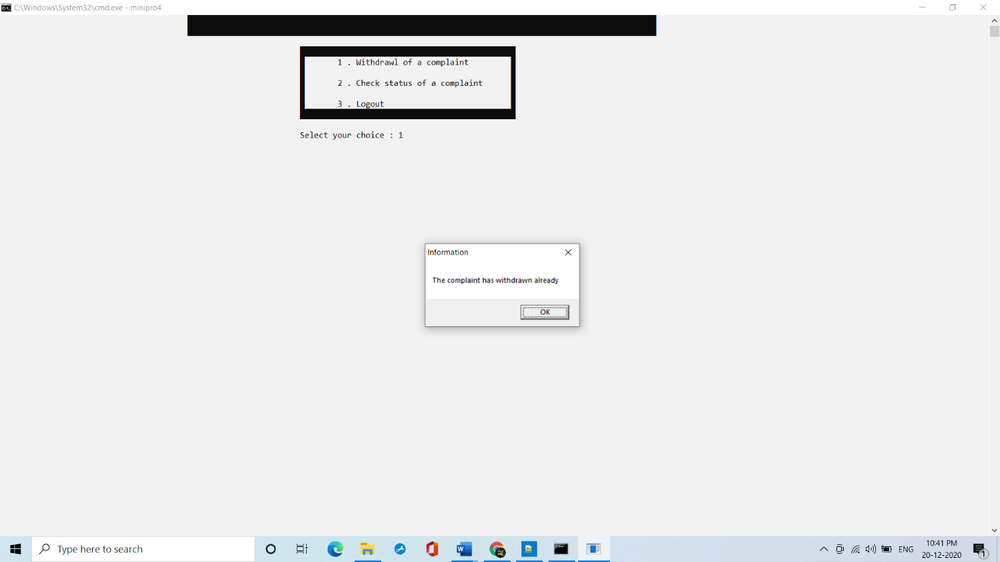 C:\Windows\System32\cmd.exe - minipro4
1 . Withdrawl of a complaint
2 . Check status of a complaint
3 . Logout
Select your choice : 1
Information
The complaint has withdrawn already
OK
Type here to search
ENG
10:41 PM
20-12-2020
1